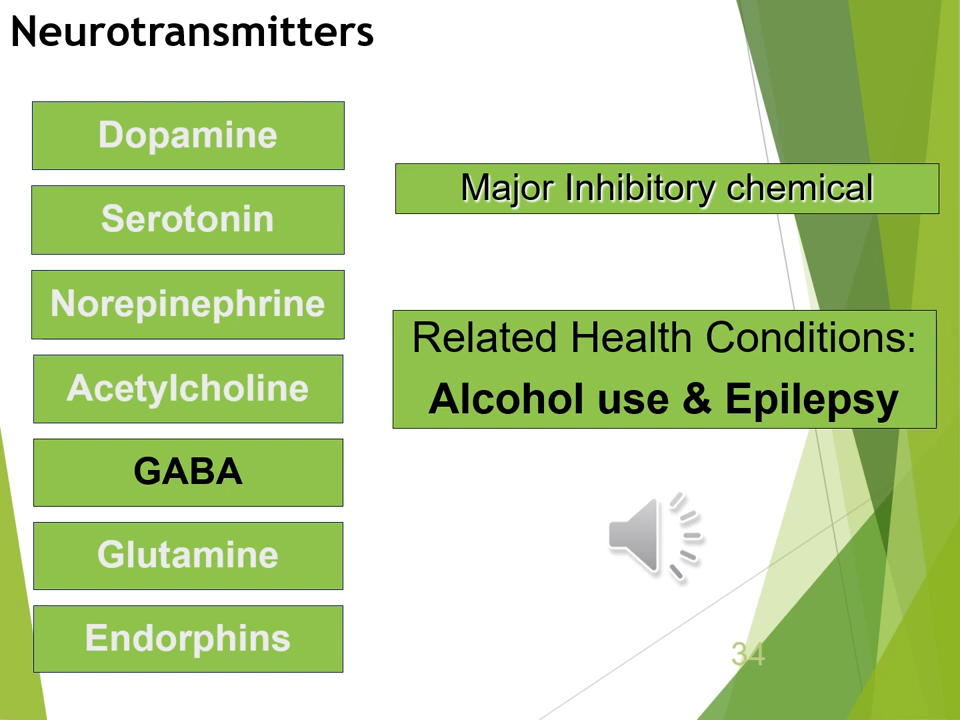 Neurotransmitters
Dopamine
Serotonin
Norepinephrine
Acetylcholine
GABA
Glutamine
Endorphins
Major Inhibitory chemical
Related Health Conditions:
Alcohol use & Epilepsy
34